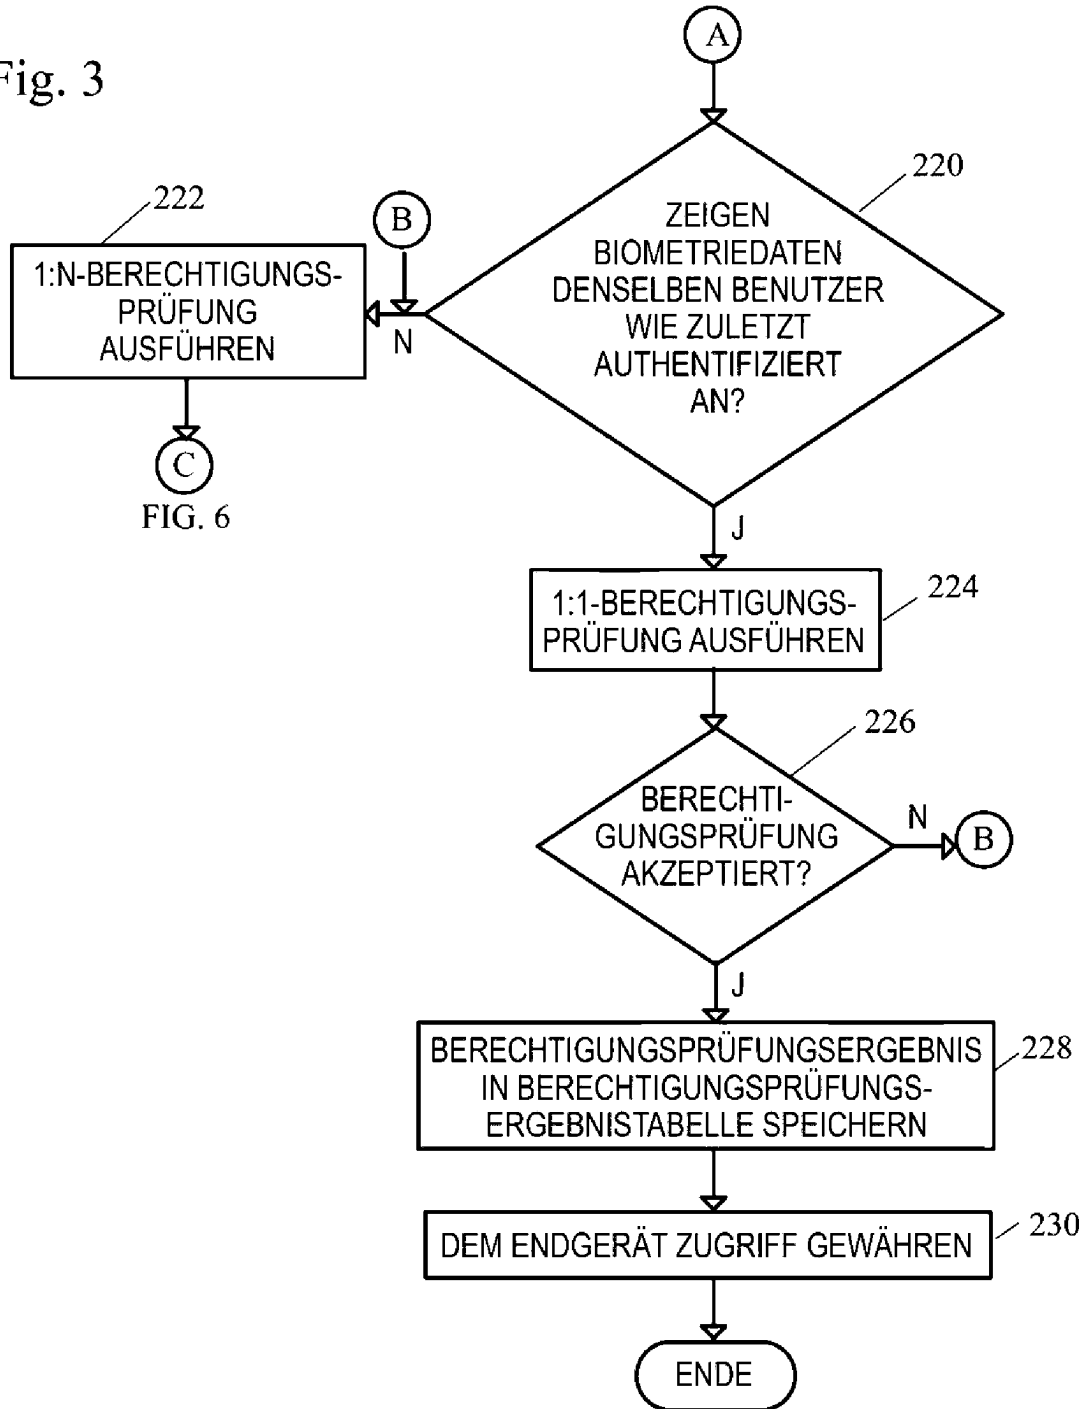 A
Fig. 3
220
ZEIGEN
BIOMETRIEDATEN
DENSELBEN BENUTZER
WIE ZULETZT
AUTHENTIFIZIERT
AN?
222
B
1:N-BERECHTIGUNGS-
PRÜFUNG
AUSFÜHREN
N
C
FIG. 6
J
1:1-BERECHTIGUNGS-
PRÜFUNG AUSFÜHREN
224
226
BERECHTI-
GUNGSPRÜFUNG
AKZEPTIERT?
N
B
J
BERECHTIGUNGSPRÜFUNGSERGEBNIS
IN BERECHTIGUNGSPRÜFUNGS-
ERGEBNISTABELLE SPEICHERN
228
DEM ENDGERÄT ZUGRIFF GEWÄHREN
230
ENDE